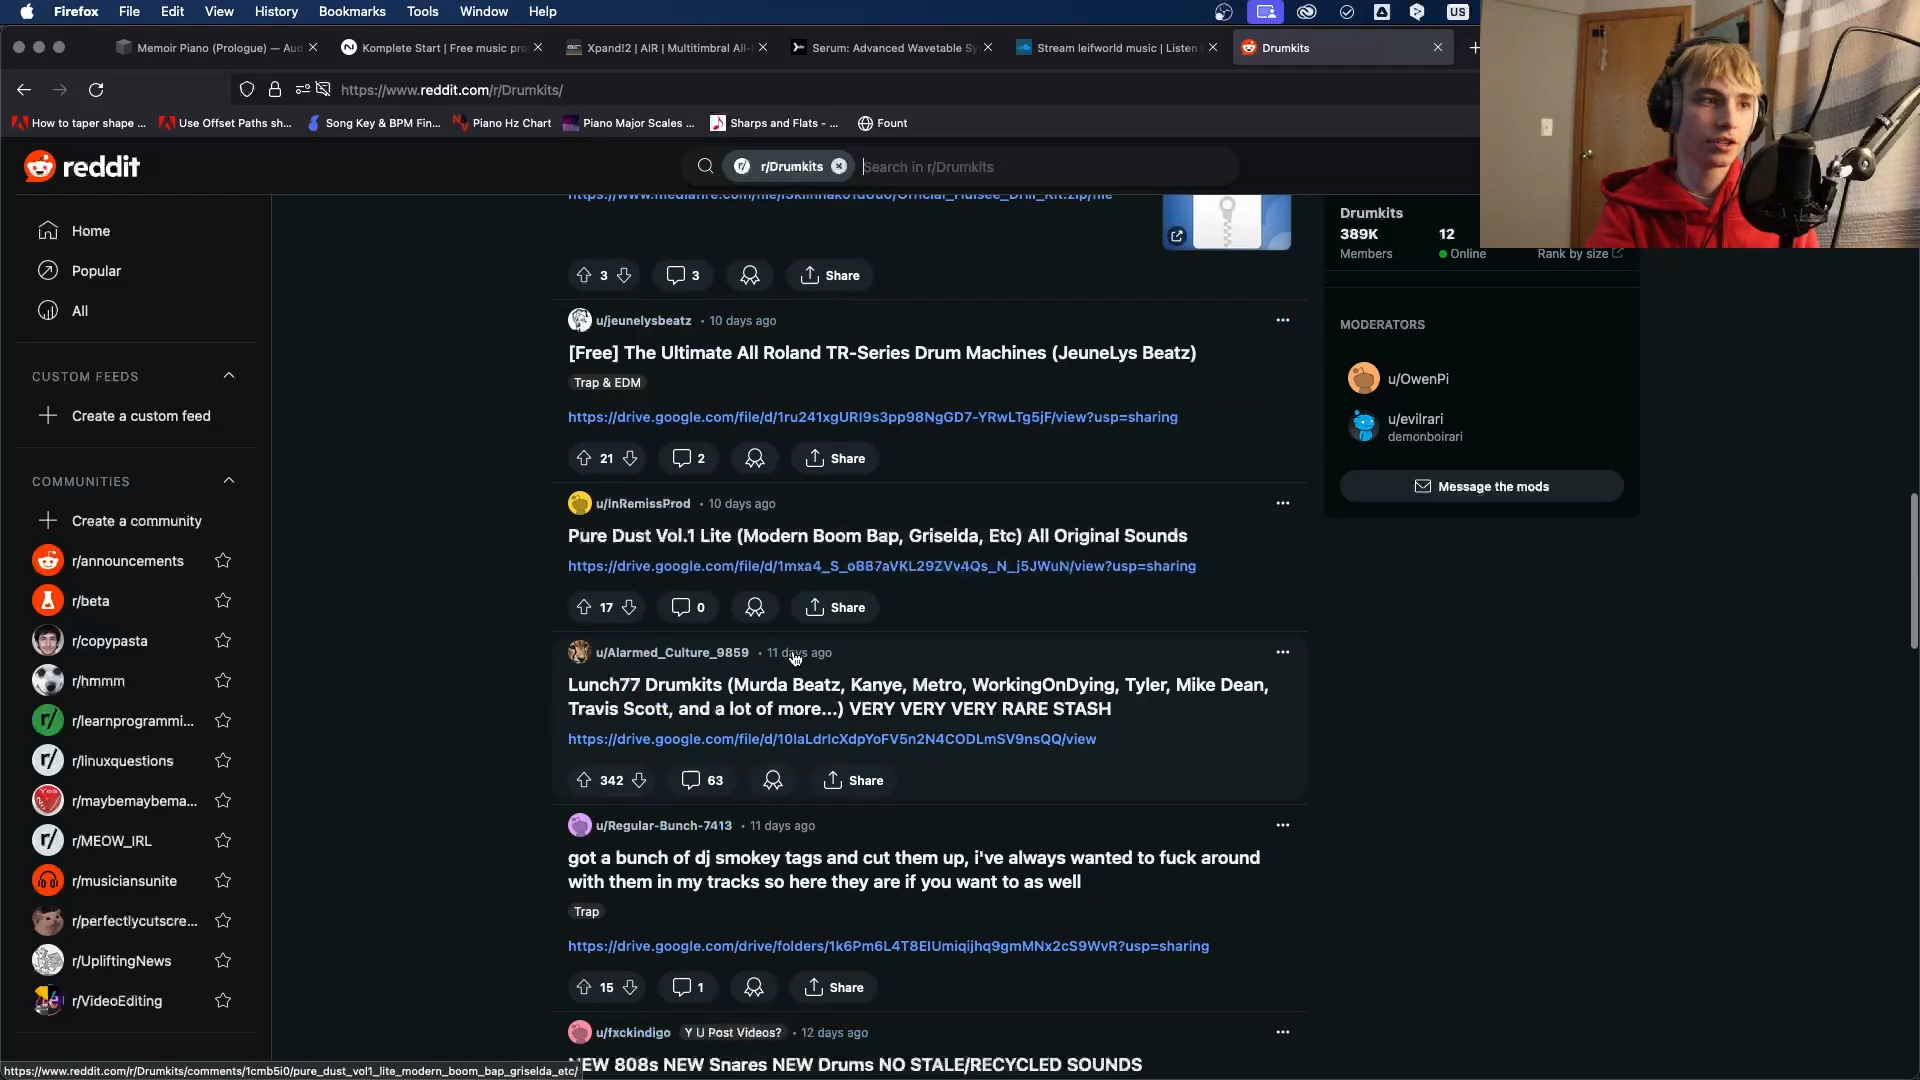 Firefox File Edit View History Bookmarks Tools Window Help
US
Memoir Piano (Prologue) — Aud
Komplete Start | Free music pro
Xpand!2 | AIR | Multitimbral All-
Serum: Advanced Wavetable Sy
Stream leifworld music | Listen
Drumkits
https://www.reddit.com/r/Drumkits/
How to taper shape ...
Use Offset Paths sh...
Song Key & BPM Fin...
Piano Hz Chart
Piano Major Scales ...
Sharps and Flats - ...
Fount
reddit
r/Drumkits
Search in r/Drumkits
Home
Popular
All
CUSTOM FEEDS
Create a custom feed
COMMUNITIES
Create a community
r/announcements
r/beta
r/copypasta
r/hmmm
r/learnprogrammi...
r/linuxquestions
r/maybemaybema...
r/MEOW_IRL
r/musiciansunite
r/perfectlycutscre...
r/UpliftingNews
r/VideoEditing
3 3 Share
u/jeunelysbeatz • 10 days ago
[Free] The Ultimate All Roland TR-Series Drum Machines (JeuneLys Beatz)
Trap & EDM
https://drive.google.com/file/d/1ru241xgURI9s3pp98NgGD7-YRwLTg5jF/view?usp=sharing
21 2 Share
u/InRemissProd • 10 days ago
Pure Dust Vol.1 Lite (Modern Boom Bap, Griselda, Etc) All Original Sounds
https://drive.google.com/file/d/1mxa4_S_oBB7aVKL29ZVv4Qs_N_j5JWuN/view?usp=sharing
17 0 Share
u/Alarmed_Culture_9859 • 11 days ago
Lunch77 Drumkits (Murda Beatz, Kanye, Metro, WorkingOnDying, Tyler, Mike Dean,
Travis Scott, and a lot of more...) VERY VERY VERY RARE STASH
https://drive.google.com/file/d/10laLdrIcXdpYoFV5n2N4CODLmSV9nsQQ/view
342 63 Share
u/Regular-Bunch-7413 • 11 days ago
got a bunch of dj smokey tags and cut them up, i've always wanted to fuck around
with them in my tracks so here they are if you want to as well
Trap
https://drive.google.com/drive/folders/1k6Pm6L4T8EIUmiqijhq9gmMNx2cS9WvR?usp=sharing
15 1 Share
u/fxckindigo Y U Post Videos? • 12 days ago
NEW 808s NEW Snares NEW Drums NO STALE/RECYCLED SOUNDS
Drumkits
389K 12
Members Online Rank by size
MODERATORS
u/OwenPi
u/evilrari
demonboirari
Message the mods
https://www.reddit.com/r/Drumkits/comments/1cmb5i0/pure_dust_vol1_lite_modern_boom_bap_griselda_etc/